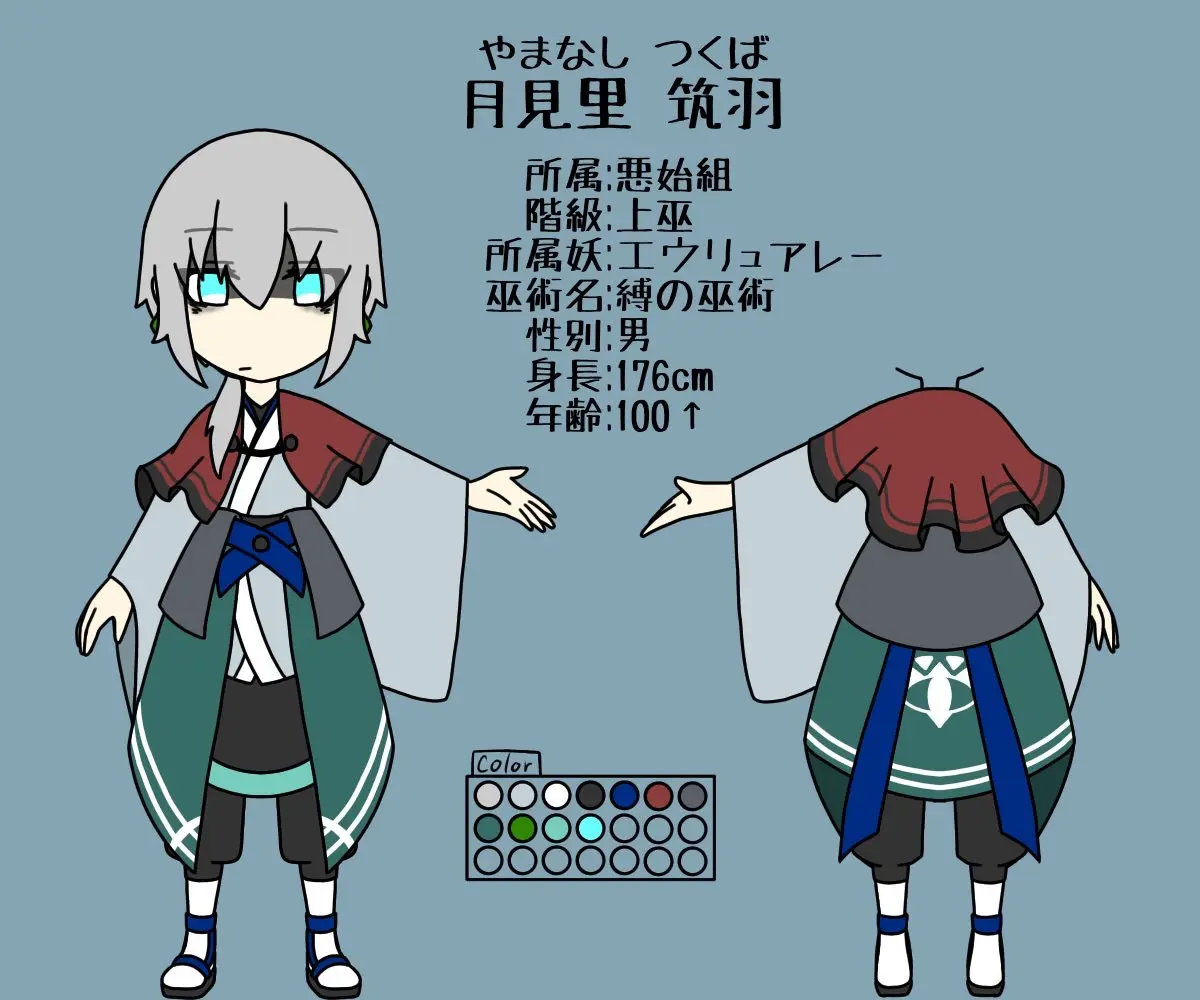 やまなし つくば
月見里 筑羽
所属:悪始組
階級:上巫
所属妖:エウリュアレー
巫術名:縛の巫術
性別:男
身長:176cm
年齢:100↑
Color